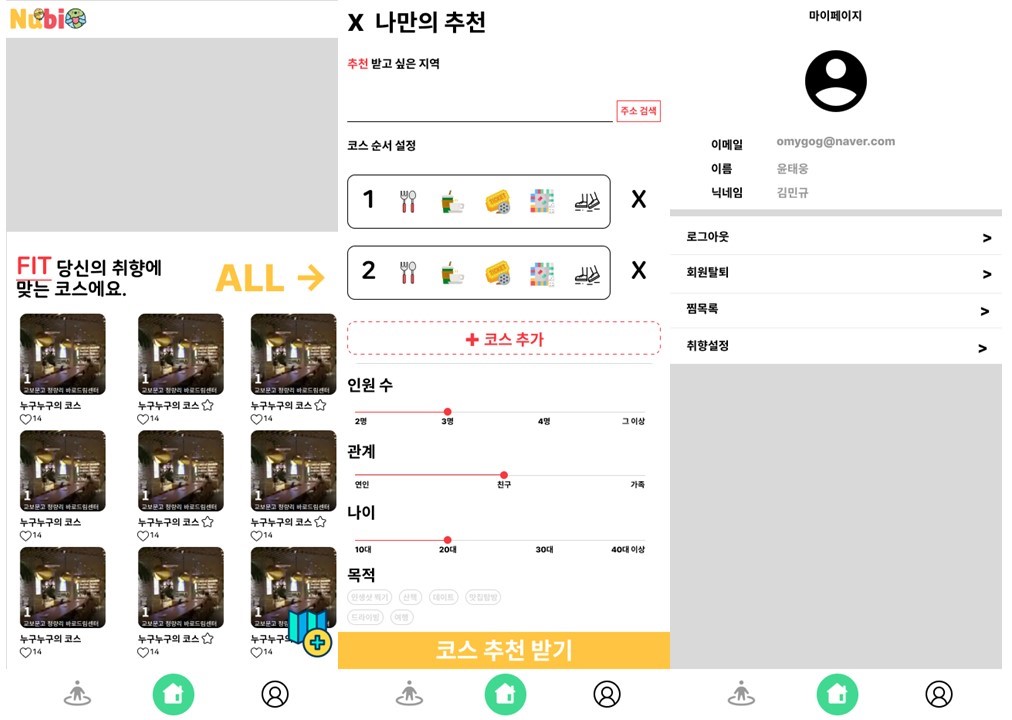 Nubi
FIT 당신의 취향에
맞는 코스에요.
ALL →
1
교보문고 청량리 바로드림센터
누구누구의 코스
14
1
교보문고 청량리 바로드림센터
누구누구의 코스
14
1
교보문고 청량리 바로드림센터
누구누구의 코스
14
1
교보문고 청량리 바로드림센터
누구누구의 코스
14
1
교보문고 청량리 바로드림센터
누구누구의 코스
14
1
교보문고 청량리 바로드림센터
누구누구의 코스
14
1
교보문고 청량리 바로드림센터
누구누구의 코스
14
1
교보문고 청량리 바로드림센터
누구누구의 코스
14
1
누구누구의 코스
14
X 나만의 추천
추천 받고 싶은 지역
주소 검색
코스 순서 설정
1 TICKET X
2 TICKET X
+ 코스 추가
인원 수
2명 3명 4명 그 이상
관계
연인 친구 가족
나이
10대 20대 30대 40대 이상
목적
인생샷 찍기 산책 데이트 맛집탐방
드라이브 여행
코스 추천 받기
마이페이지
이메일 omygog@naver.com
이름 윤태웅
닉네임 김민규
로그아웃 >
회원탈퇴 >
찜목록 >
취향설정 >